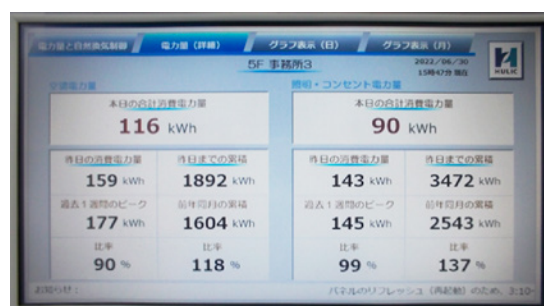 電力量と自然換気制御
電力量（詳細）
グラフ表示（日）
グラフ表示（月）
5F 事務所3
2022/06/30
15時47分 現在
HULIC
空調電力量
本日の合計消費電力量
116 kWh
昨日の消費電力量
昨日までの累積
159 kWh
1892 kWh
過去1週間のピーク
前年同月の累積
177 kWh
1604 kWh
比率
比率
90 %
118 %
照明・コンセント電力量
本日の合計消費電力量
90 kWh
昨日の消費電力量
昨日までの累積
143 kWh
3472 kWh
過去1週間のピーク
前年同月の累積
145 kWh
2543 kWh
比率
比率
99 %
137 %
お知らせ：
パネルのリフレッシュ（再起動）のため、3:10-